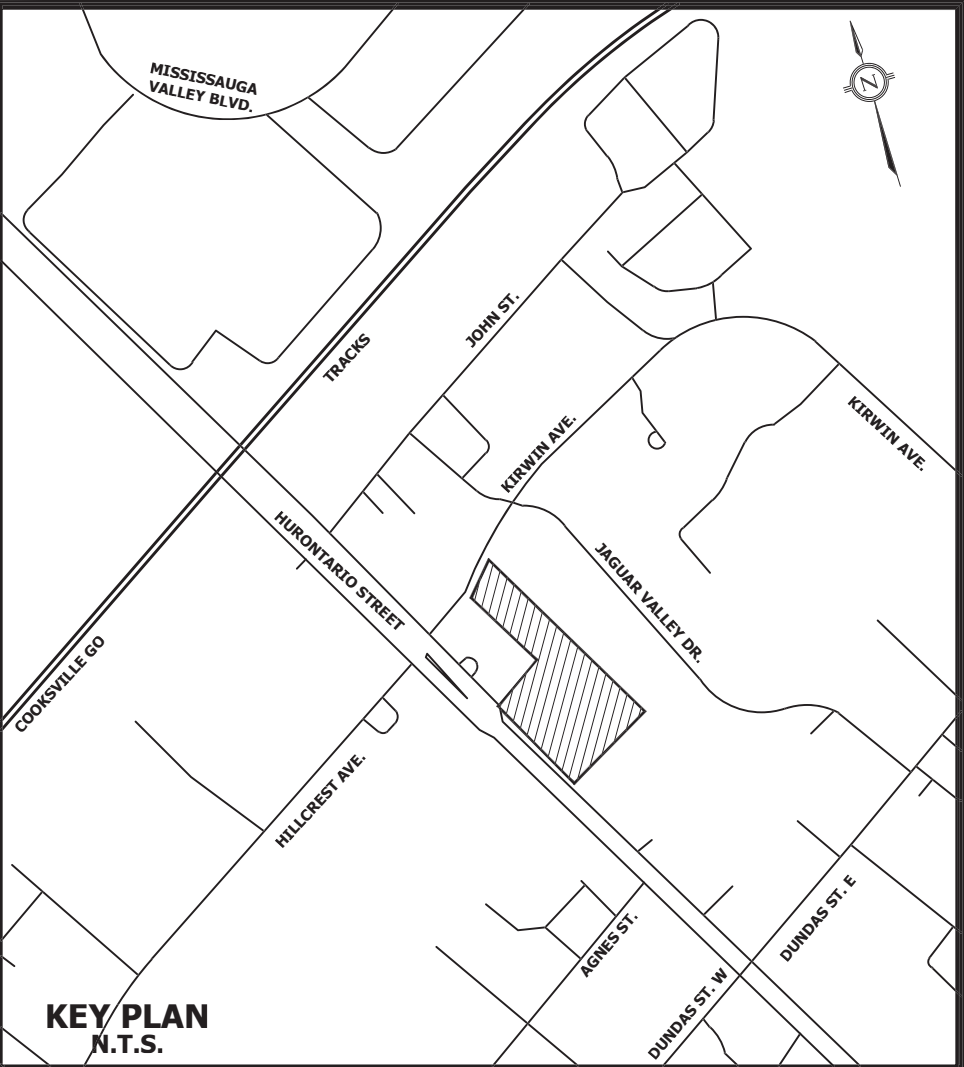 MISSISSAUGA
VALLEY BLVD.
N
JOHN ST.
TRACKS
KIRWIN AVE.
KIRWIN AVE.
HURONTARIO STREET
JAGUAR VALLEY DR.
COOKSVILLE GO
HILLCREST AVE.
AGNES ST.
DUNDAS ST. E
DUNDAS ST. W
KEY PLAN
N.T.S.